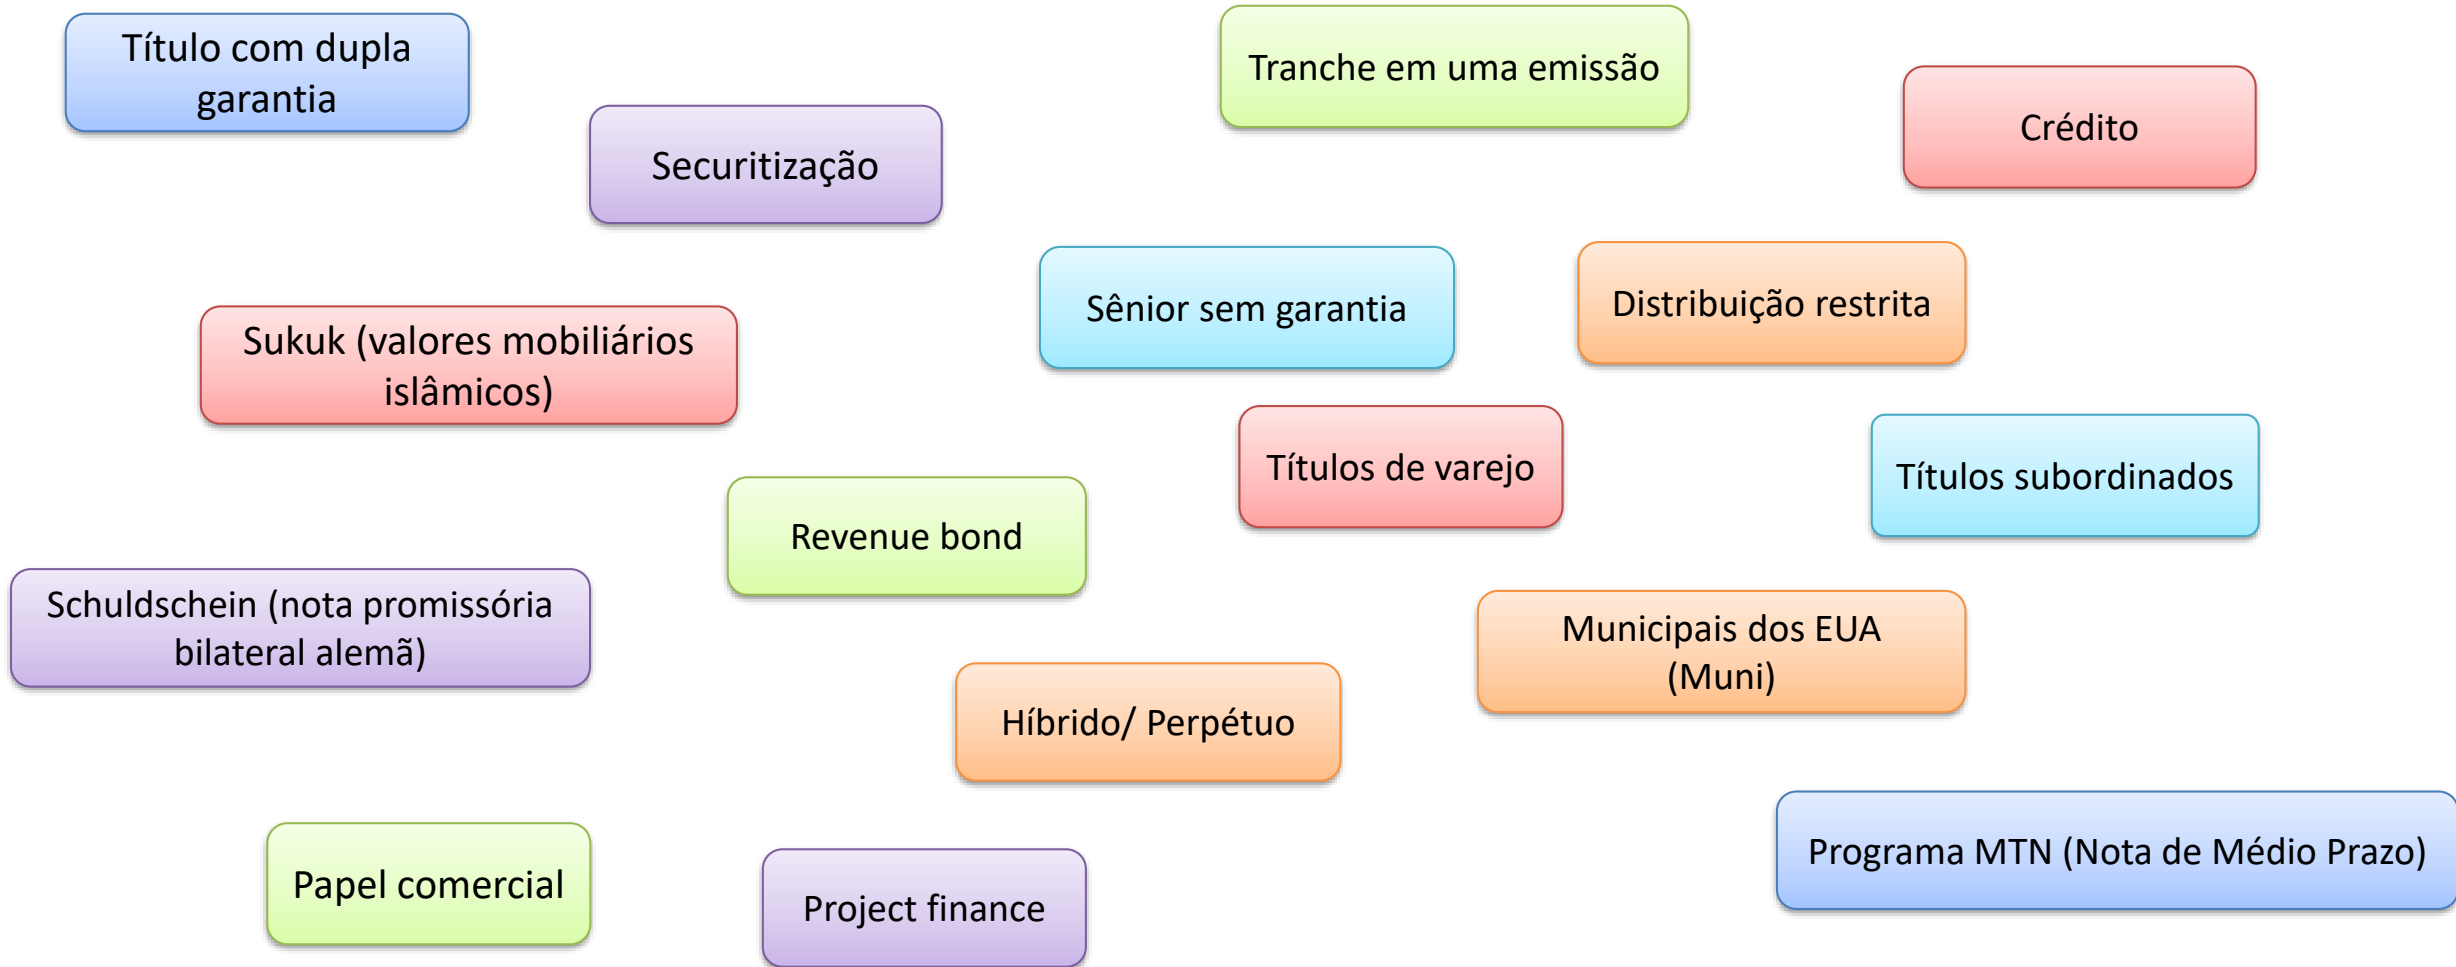 Título com dupla
garantia
Tranche em uma emissão
Crédito
Securitização
Sênior sem garantia
Distribuição restrita
Sukuk (valores mobiliários
islâmicos)
Títulos de varejo
Títulos subordinados
Revenue bond
Schuldschein (nota promissória
bilateral alemã)
Municipais dos EUA
(Muni)
Híbrido/ Perpétuo
Programa MTN (Nota de Médio Prazo)
Papel comercial
Project finance